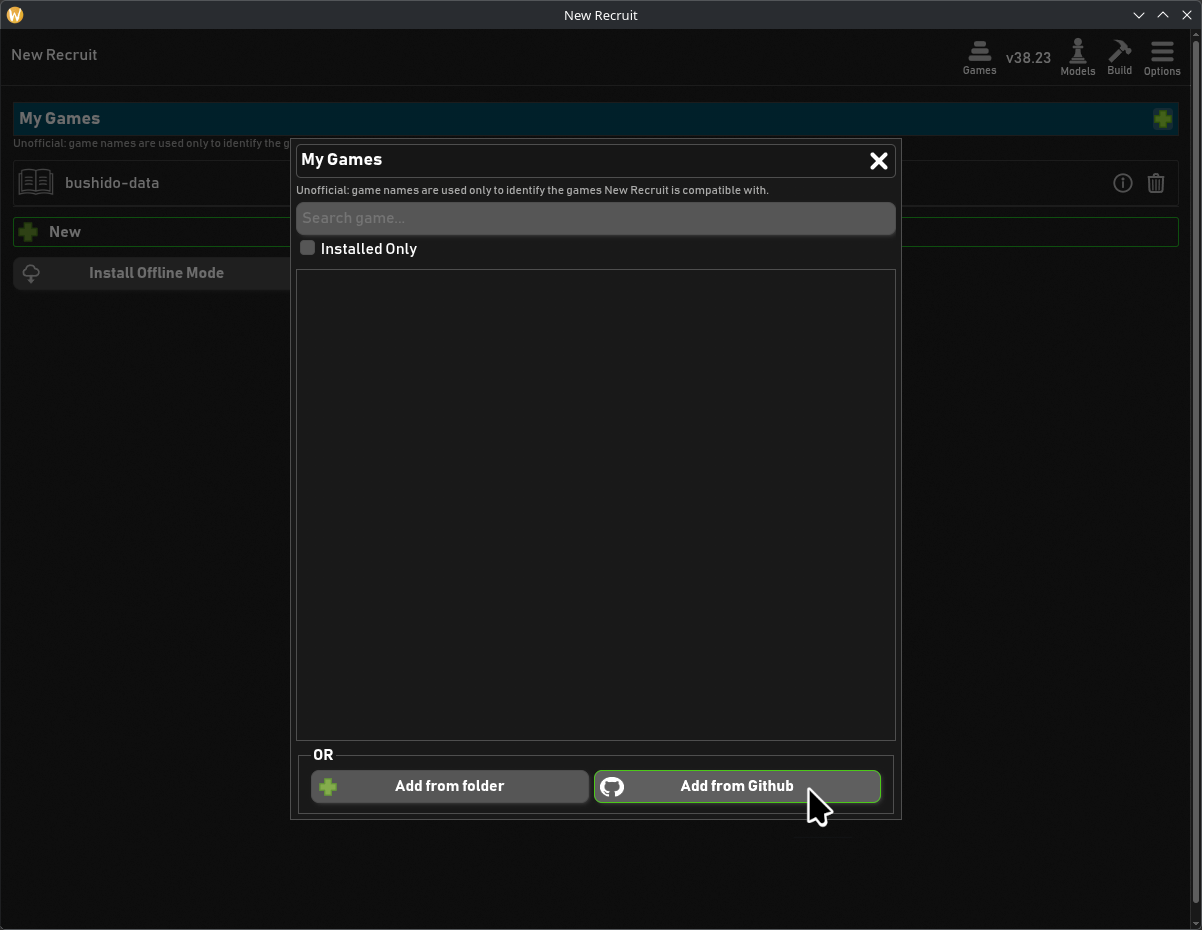 New Recruit
New Recruit
Games
v38.23
Models
Build
Options
My Games
Unofficial: game names are used only to identify the g
bushido-data
New
Install Offline Mode
My Games
Unofficial: game names are used only to identify the games New Recruit is compatible with.
Search game...
Installed Only
OR
Add from folder
Add from Github